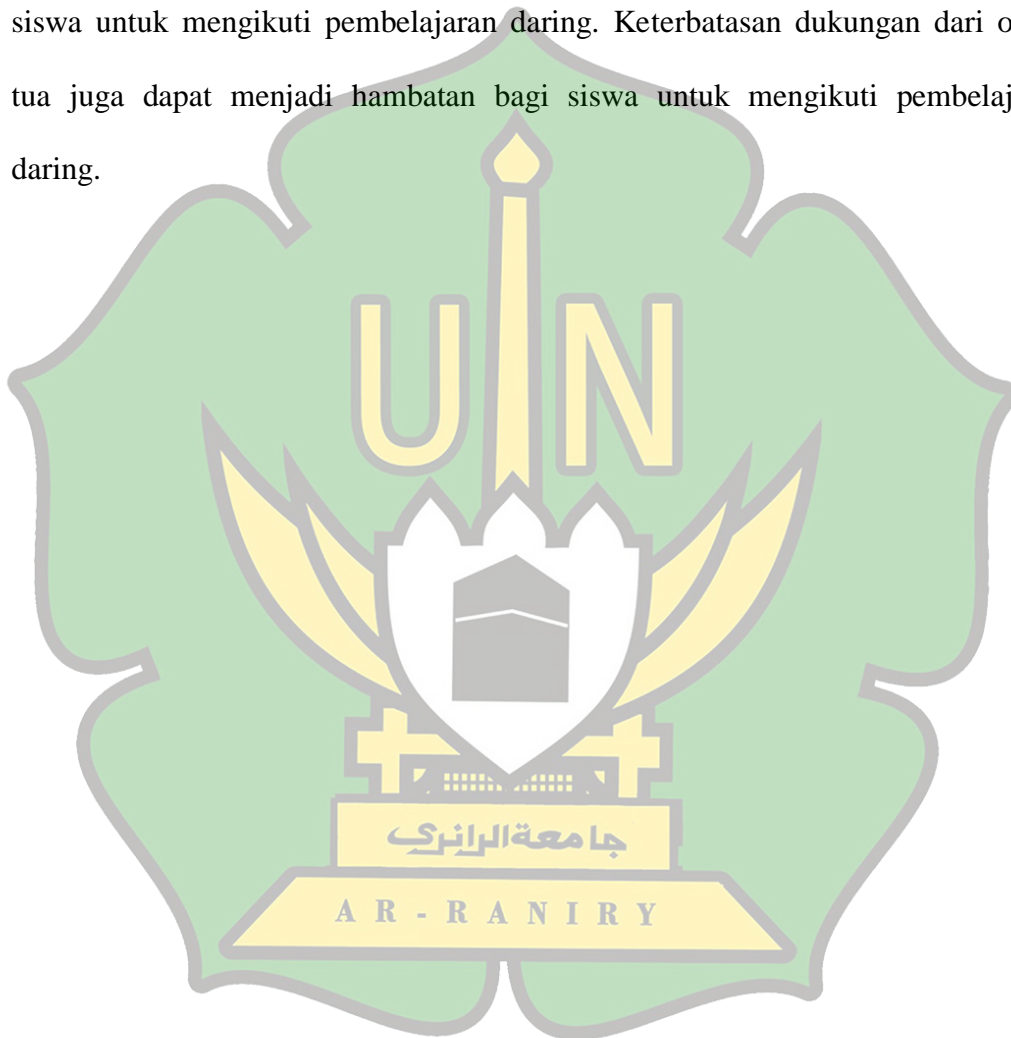 siswa untuk mengikuti pembelajaran daring. Keterbatasan dukungan dari o
tua juga dapat menjadi hambatan bagi siswa untuk mengikuti pembelaj
daring.
UIN
جامعة الرانري
AR-RANIRY